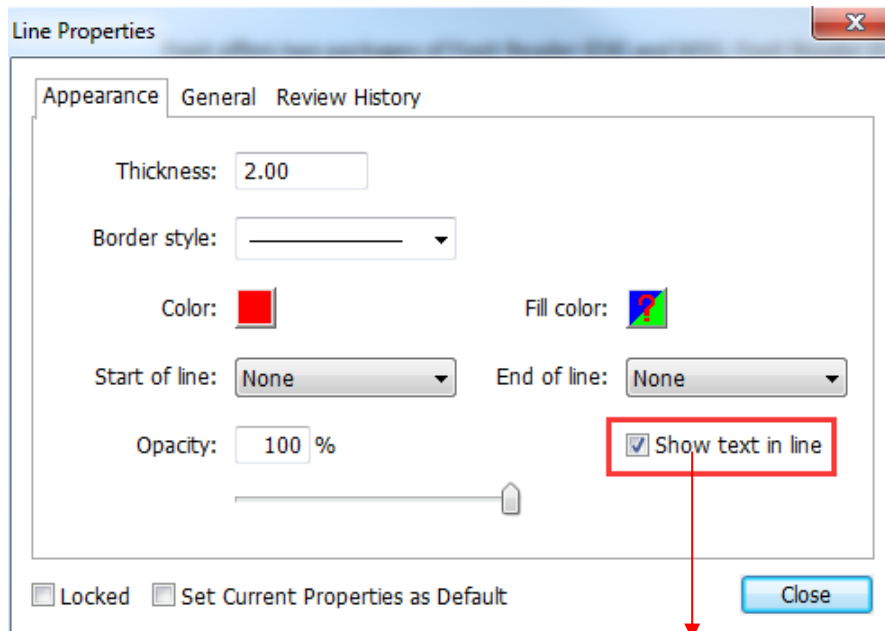 Line Properties
Appearance General Review History
Thickness: 2.00
Border style:
Color: Fill color: ?
Start of line: None End of line: None
Opacity: 100 % Show text in line
Locked Set Current Properties as Default Close